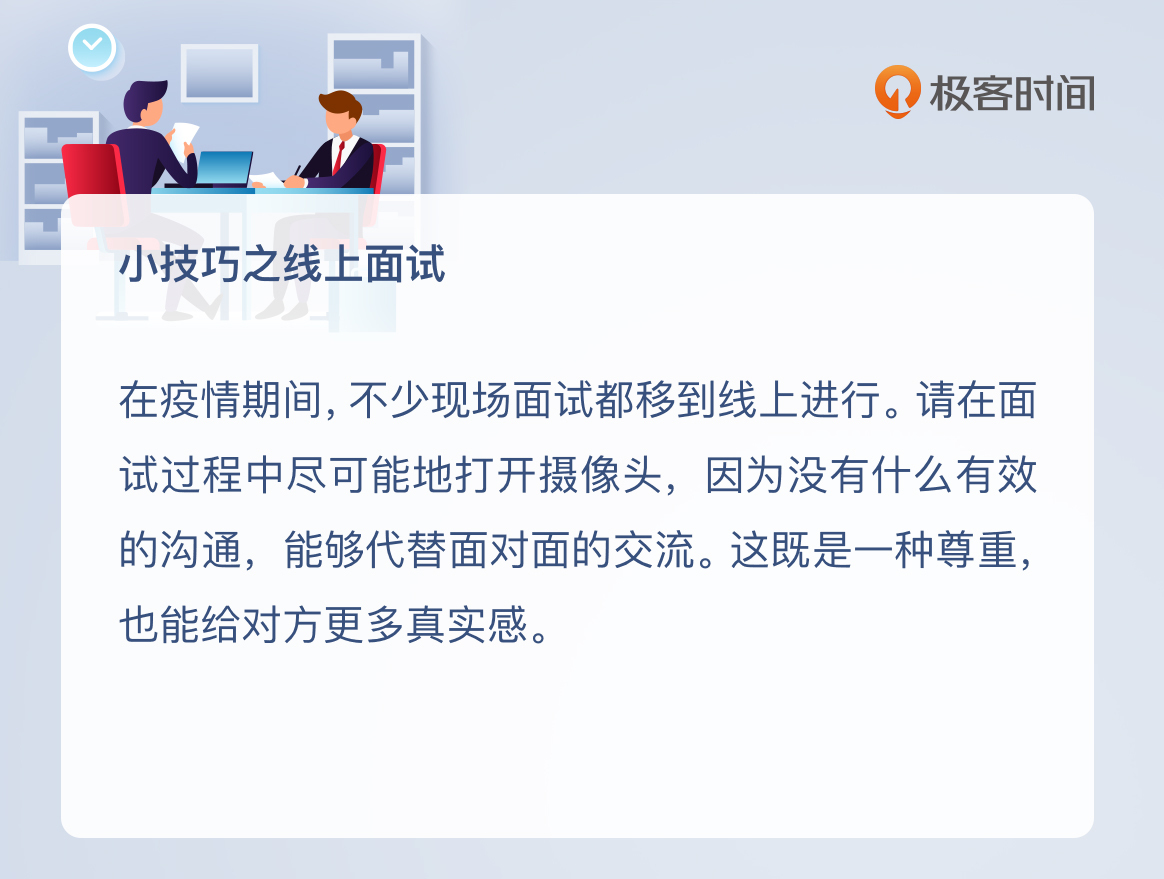 极客时间
小技巧之线上面试
在疫情期间，不少现场面试都移到线上进行。请在面
试过程中尽可能地打开摄像头，因为没有什么有效
的沟通，能够代替面对面的交流。这既是一种尊重，
也能给对方更多真实感。